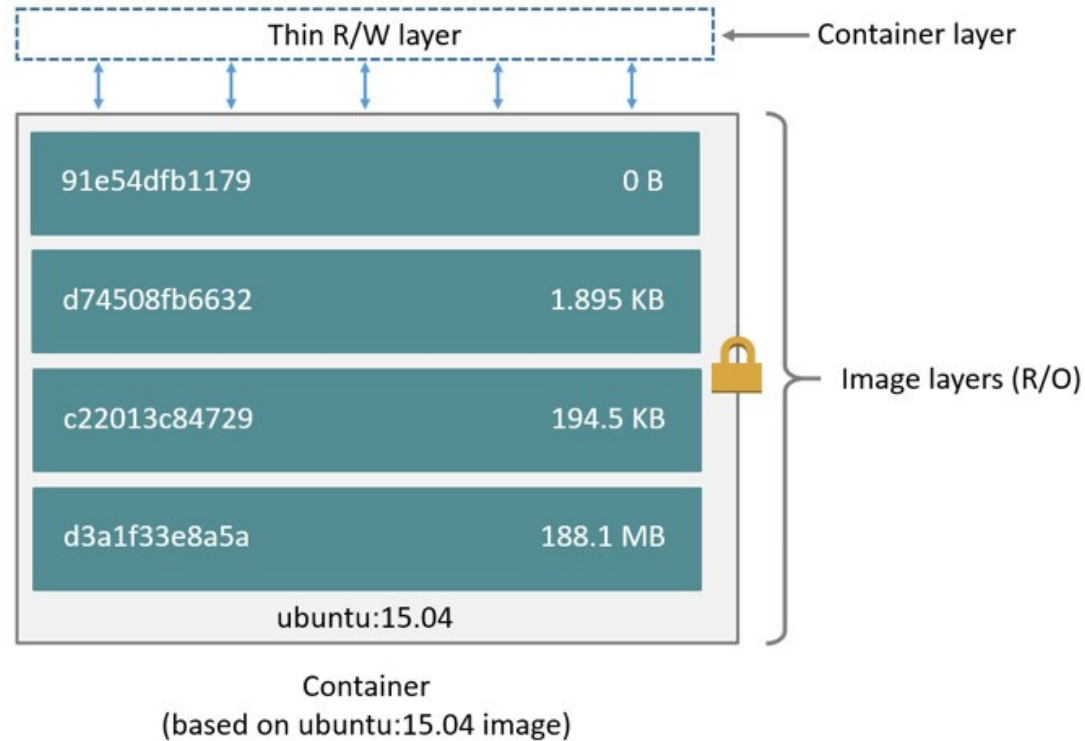 Thin R/W layer
Container layer
91e54dfb1179 0 B
d74508fb6632 1.895 KB
c22013c84729 194.5 KB
d3a1f33e8a5a 188.1 MB
Image layers (R/O)
ubuntu:15.04
Container
(based on ubuntu:15.04 image)